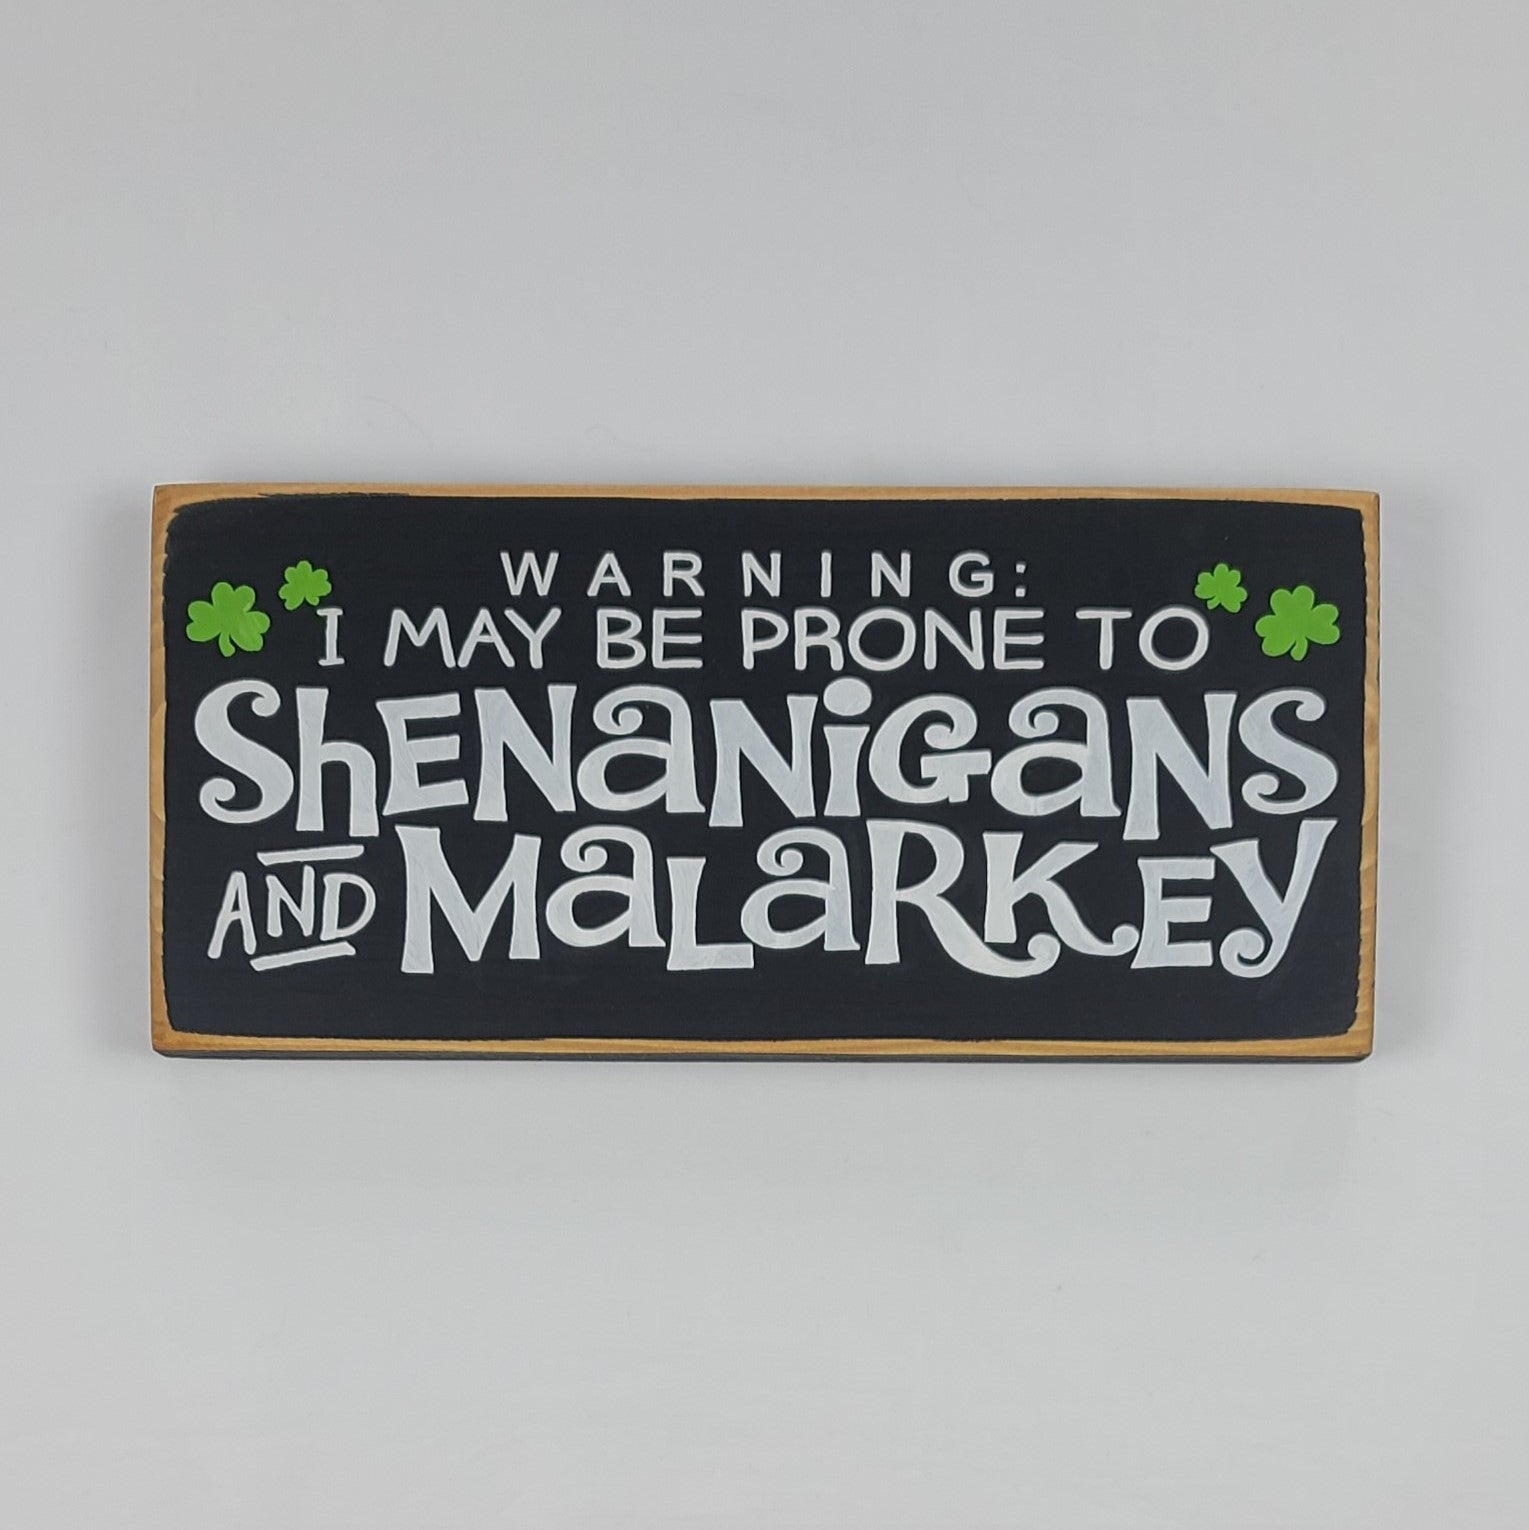 WARNING:
I MAY BE PRONE TO
ShENaNiGaNS
AND MaLaRKEy